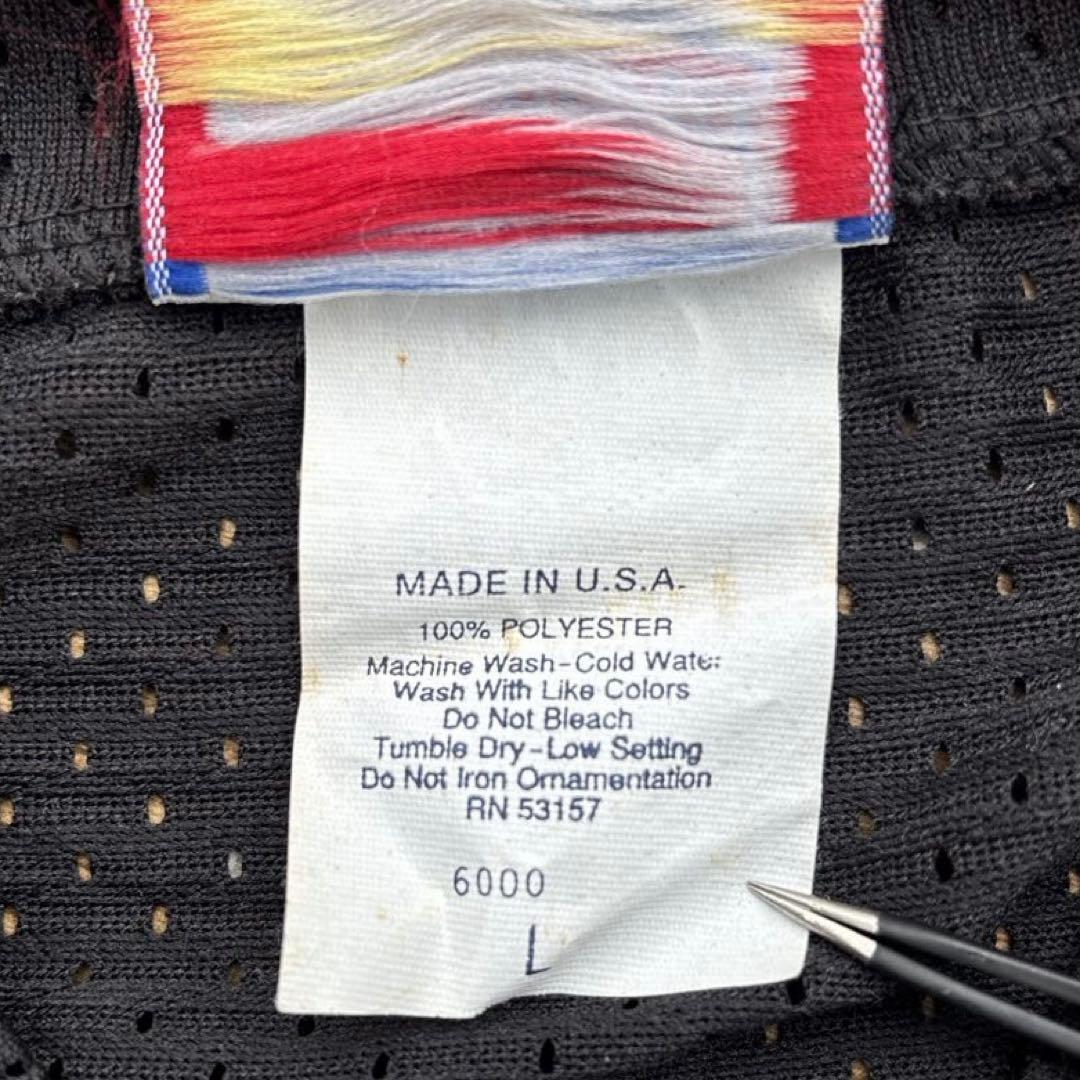 MADE IN U.S.A.
100% POLYESTER
Machine Wash-Cold Water
Wash With Like Colors
Do Not Bleach
Tumble Dry-Low Setting
Do Not Iron Ornamentation
RN 53157
6000
L